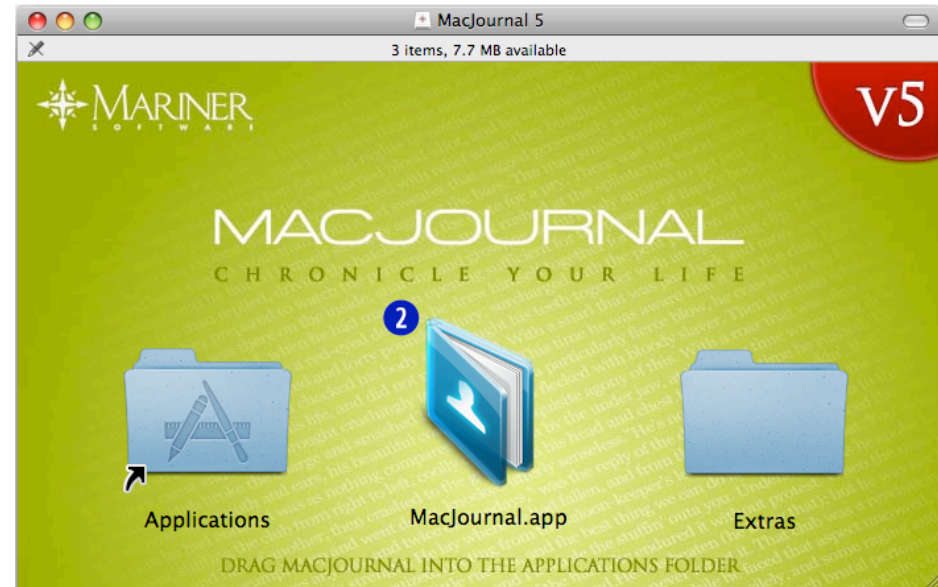 MacJournal 5
3 items, 7.7 MB available
MARINER
SOFTWARE
V5
MACJOURNAL
CHRONICLE YOUR LIFE
2
Applications
MacJournal.app
Extras
DRAG MACJOURNAL INTO THE APPLICATIONS FOLDER